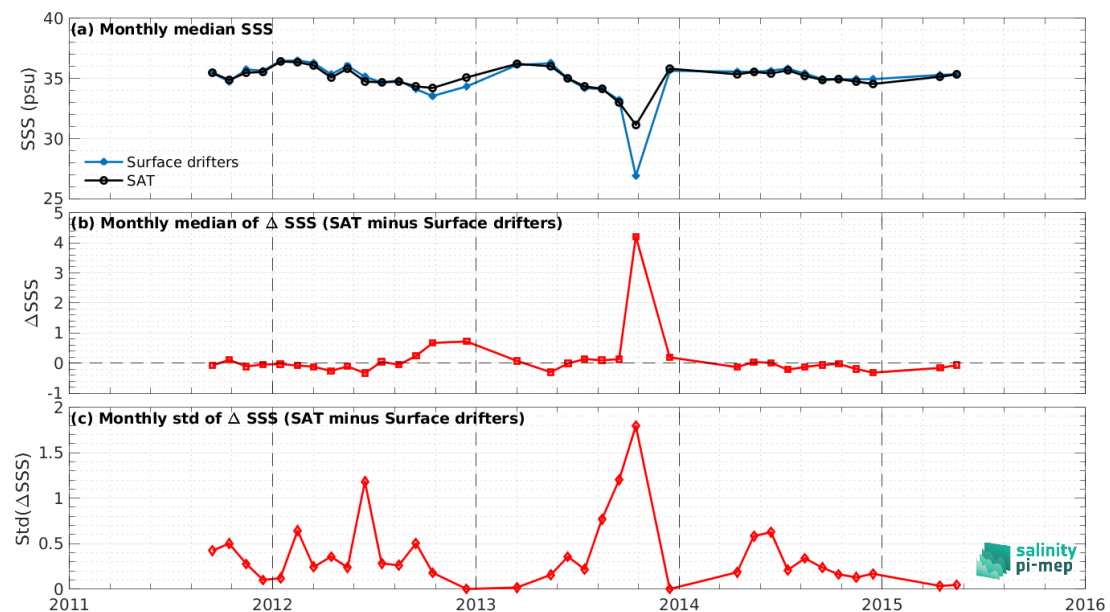 (a) Monthly median SSS
40
35
30
25
SSS (psu)
Surface drifters
SAT
(b) Monthly median of Δ SSS (SAT minus Surface drifters)
5
4
3
2
1
0
-1
ΔSSS
(c) Monthly std of Δ SSS (SAT minus Surface drifters)
2
1.5
1
0.5
0
Std(ΔSSS)
salinity
pi-mep
2011 2012 2013 2014 2015 2016